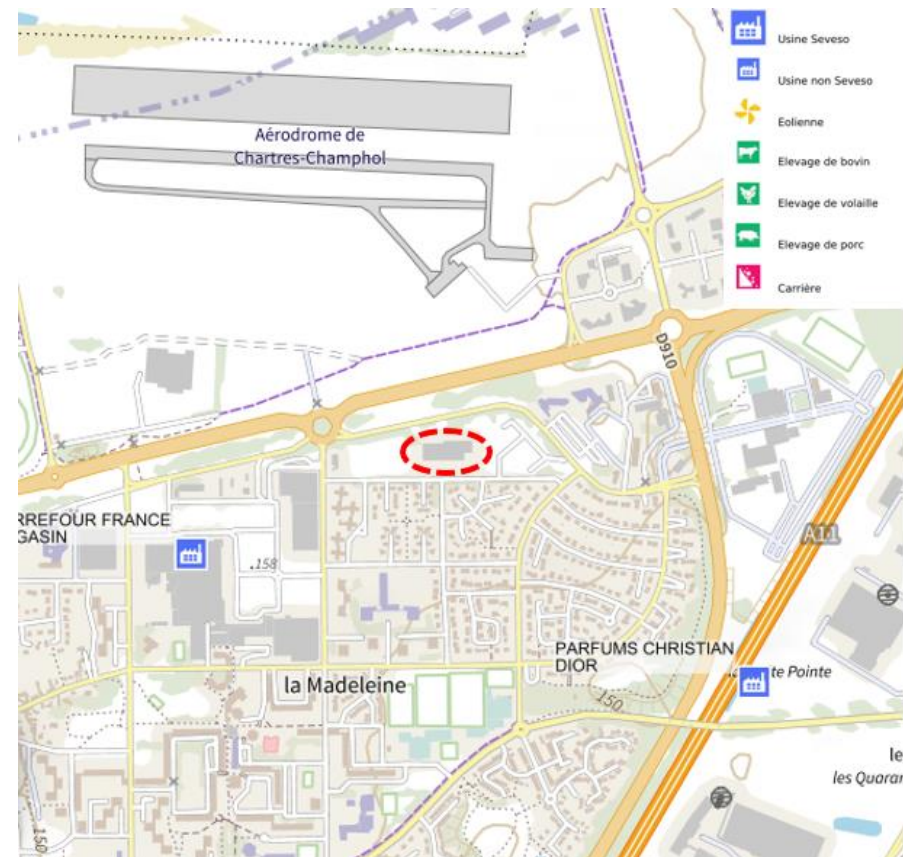 Usine Seveso
Usine non Seveso
Eolienne
Elevage de bovin
Elevage de volaille
Elevage de porc
Carrière
Aérodrome de
Chartres-Champhol
D910
A11
RREFOUR FRANCE
GASIN
.158
PARFUMS CHRISTIAN
DIOR
te Pointe
la Madeleine
150
le
les Quarar
150